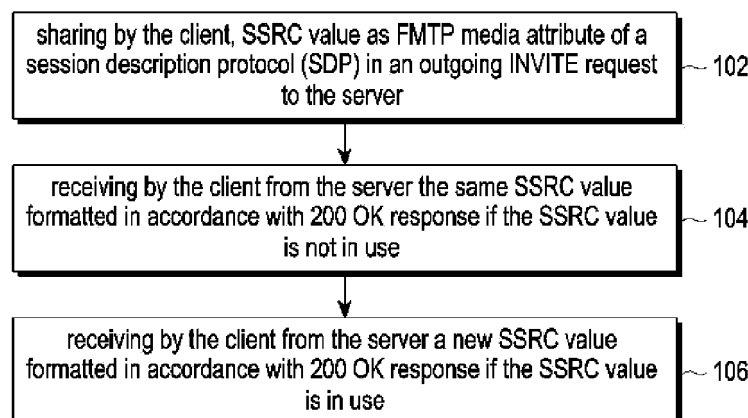 sharing by the client, SSRC value as FMTP media attribute of a
session description protocol (SDP) in an outgoing INVITE request
to the server
102
receiving by the client from the server the same SSRC value
formatted in accordance with 200 OK response if the SSRC value
is not in use
104
receiving by the client from the server a new SSRC value
formatted in accordance with 200 OK response if the SSRC value
is in use
106